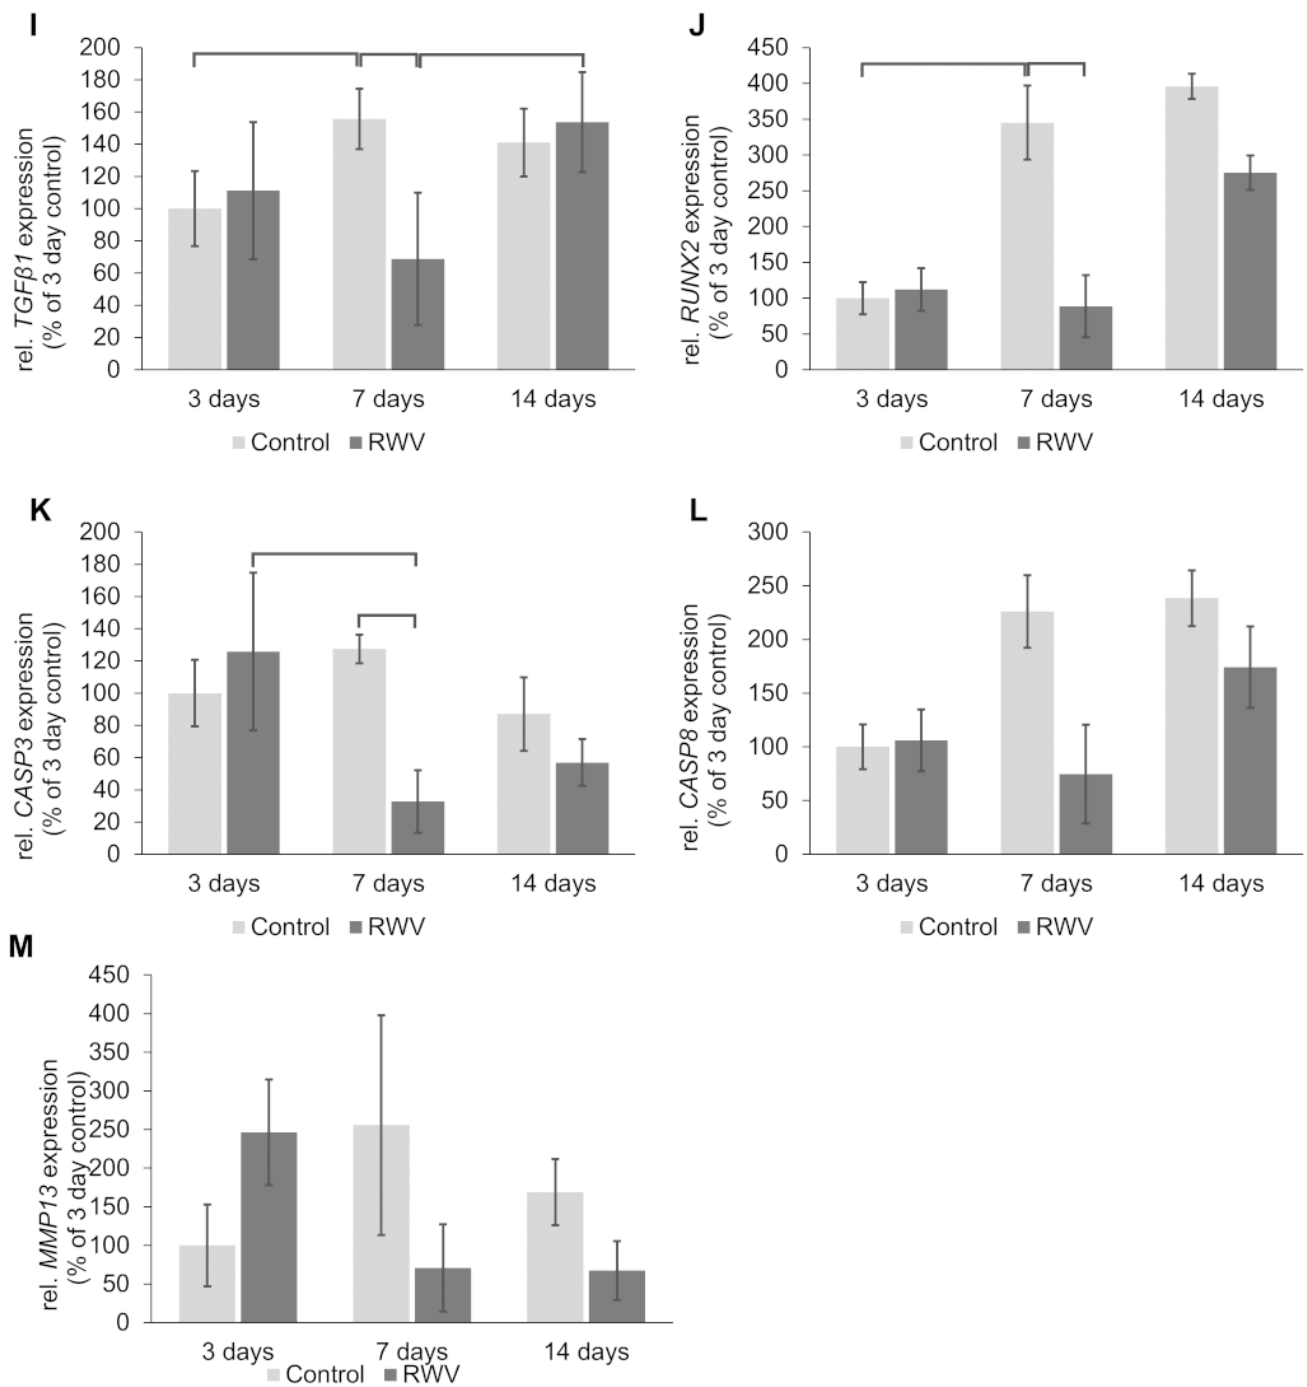 I
rel. TGFβ1 expression
(% of 3 day control)
200
180
160
140
120
100
80
60
40
20
0
3 days 7 days 14 days
Control RWV
J
rel. RUNX2 expression
(% of 3 day control)
450
400
350
300
250
200
150
100
50
0
3 days 7 days 14 days
Control RWV
K
rel. CASP3 expression
(% of 3 day control)
200
180
160
140
120
100
80
60
40
20
0
3 days 7 days 14 days
Control RWV
L
rel. CASP8 expression
(% of 3 day control)
300
250
200
150
100
50
0
3 days 7 days 14 days
Control RWV
M
rel. MMP13 expression
(% of 3 day control)
450
400
350
300
250
200
150
100
50
0
3 days 7 days 14 days
Control RWV